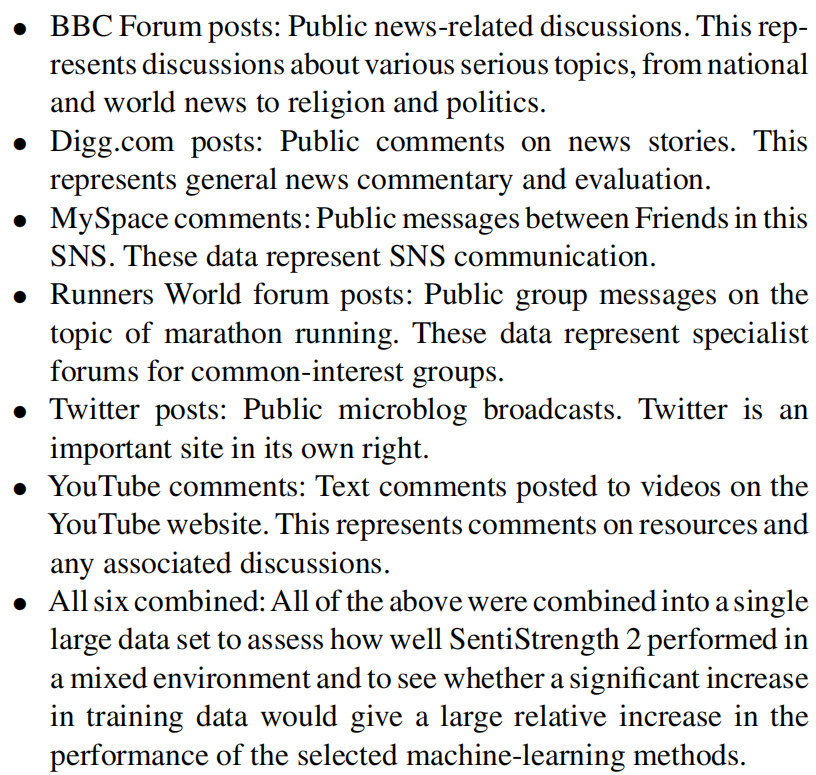 • BBC Forum posts: Public news-related discussions. This rep-
resents discussions about various serious topics, from national
and world news to religion and politics.
• Digg.com posts: Public comments on news stories. This
represents general news commentary and evaluation.
• MySpace comments: Public messages between Friends in this
SNS. These data represent SNS communication.
• Runners World forum posts: Public group messages on the
topic of marathon running. These data represent specialist
forums for common-interest groups.
• Twitter posts: Public microblog broadcasts. Twitter is an
important site in its own right.
• YouTube comments: Text comments posted to videos on the
YouTube website. This represents comments on resources and
any associated discussions.
• All six combined: All of the above were combined into a single
large data set to assess how well SentiStrength 2 performed in
a mixed environment and to see whether a significant increase
in training data would give a large relative increase in the
performance of the selected machine-learning methods.